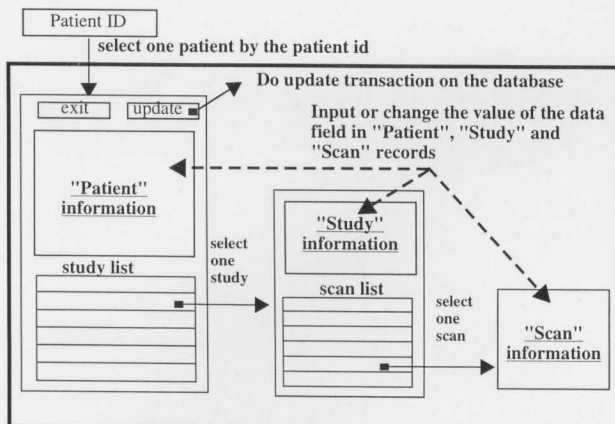 Patient ID
select one patient by the patient id
exit
update
Do update transaction on the database
Input or change the value of the data
field in "Patient", "Study" and
"Scan" records
"Patient"
information
study list
select
one
study
"Study"
information
scan list
select
one
scan
"Scan"
information